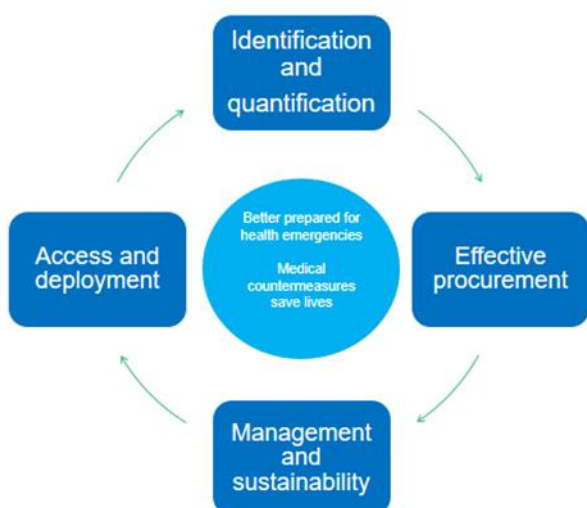 Identification
and
quantification
Better prepared for
health emergencies
Medical
countermeasures
save lives
Access and
deployment
Effective
procurement
Management
and
sustainability